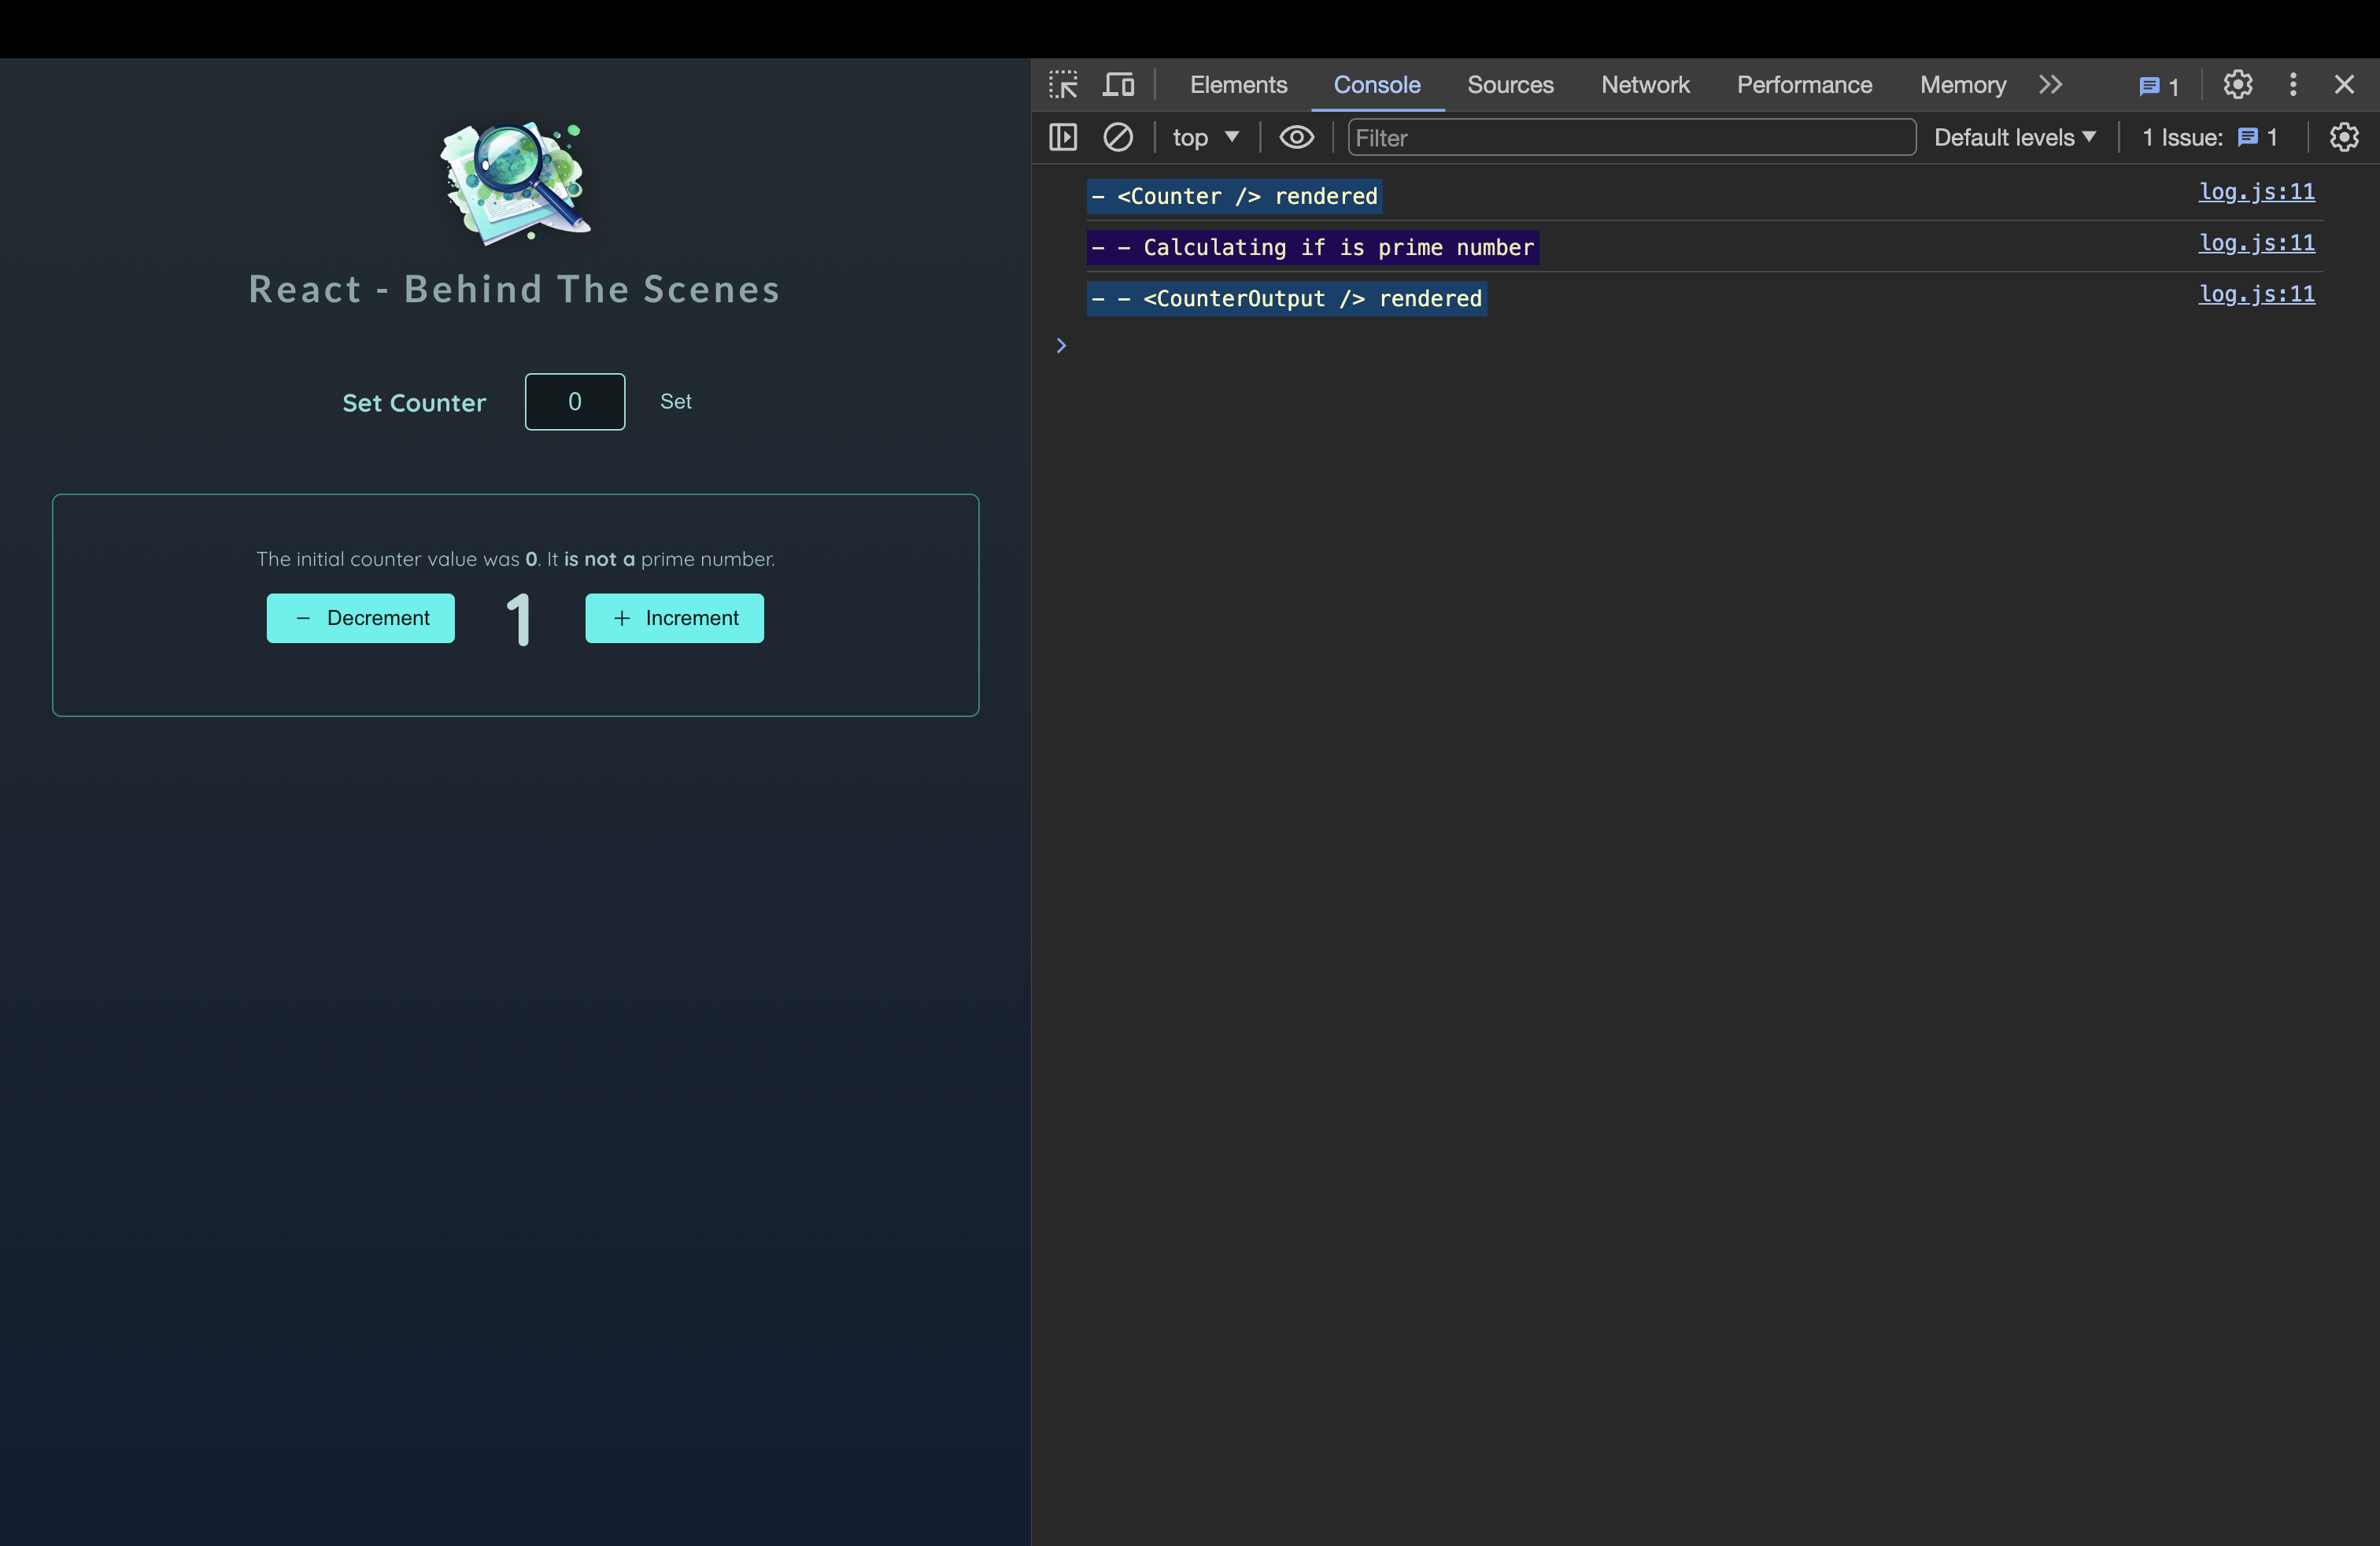 React - Behind The Scenes
Set Counter 0 Set
The initial counter value was 0. It is not a prime number.
− Decrement 1 + Increment
Elements Console Sources Network Performance Memory 1
top Filter Default levels 1 Issue: 1
- <Counter /> rendered log.js:11
- - Calculating if is prime number log.js:11
- - <CounterOutput /> rendered log.js:11